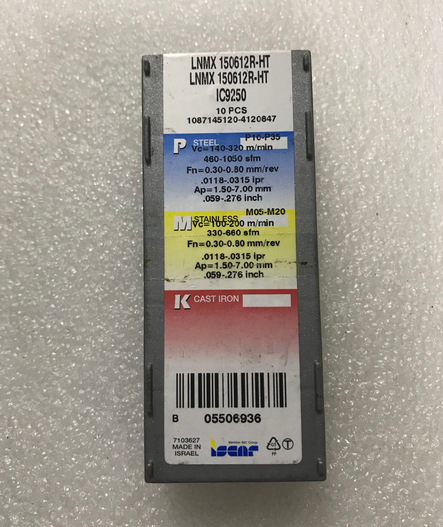 LNMX 150612R-HT
LNMX 150612R-HT
IC9250
10 PCS
1087145120-4120847
P STEEL P10-P35
Vc=140-320 m/min
460-1050 sfm
Fn=0.30-0.80 mm/rev
.0118-.0315 ipr
Ap=1.50-7.00 mm
.059-.276 inch
M STAINLESS M05-M20
Vc=100-200 m/min
330-660 sfm
Fn=0.30-0.80 mm/rev
.0118-.0315 ipr
Ap=1.50-7.00 mm
.059-.276 inch
K CAST IRON
B 05506936
7103627
MADE IN
ISRAEL
Member IMC Group
iscar
PP
T